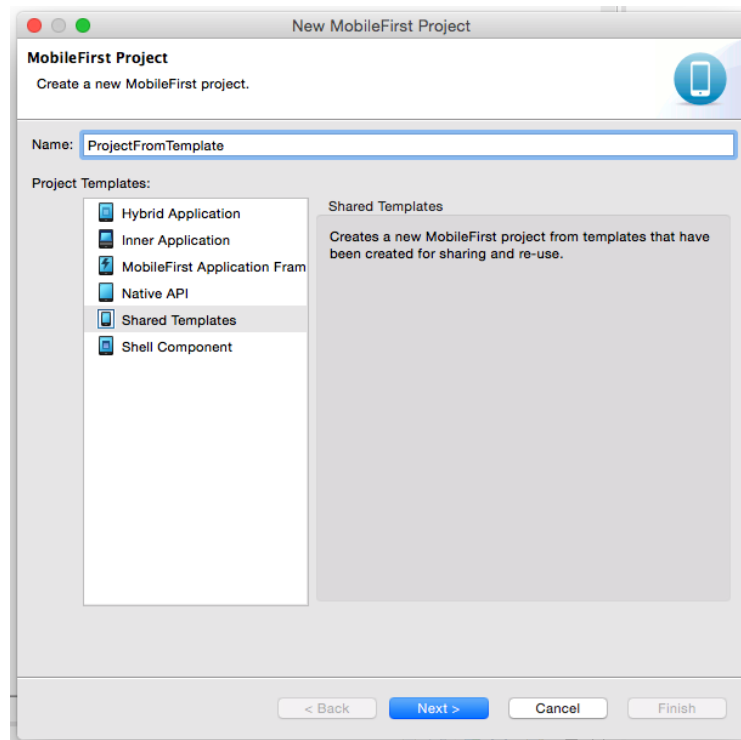 New MobileFirst Project
MobileFirst Project
Create a new MobileFirst project.
Name: ProjectFromTemplate
Project Templates:
Hybrid Application
Inner Application
MobileFirst Application Fram
Native API
Shared Templates
Shell Component
Shared Templates
Creates a new MobileFirst project from templates that have
been created for sharing and re-use.
< Back
Next >
Cancel
Finish